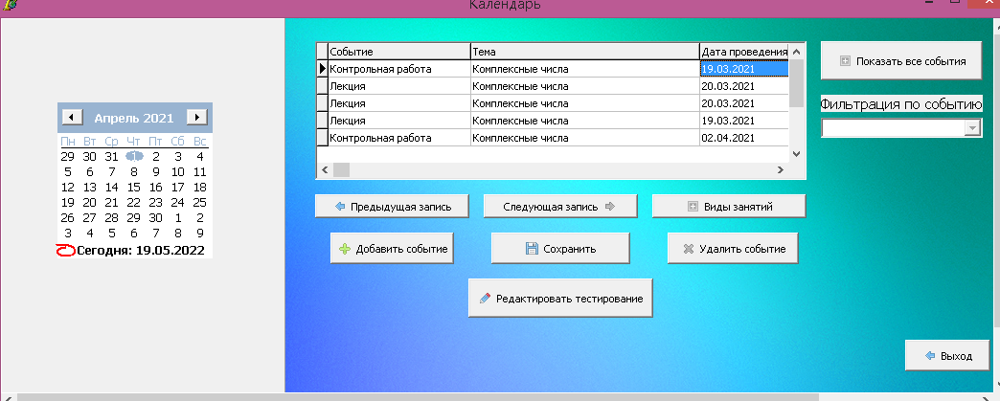 Календарь
Событие Тема Дата проведения
Контрольная работа Комплексные числа 19.03.2021
Лекция Комплексные числа 20.03.2021
Лекция Комплексные числа 20.03.2021
Лекция Комплексные числа 19.03.2021
Контрольная работа Комплексные числа 02.04.2021
Показать все события
Фильтрация по событию
Апрель 2021
Пн Вт Ср Чт Пт Сб Вс
29 30 31 1 2 3 4
5 6 7 8 9 10 11
12 13 14 15 16 17 18
19 20 21 22 23 24 25
26 27 28 29 30 1 2
3 4 5 6 7 8 9
Сегодня: 19.05.2022
Предыдущая запись Следующая запись Виды занятий
Добавить событие Сохранить Удалить событие
Редактировать тестирование
Выход